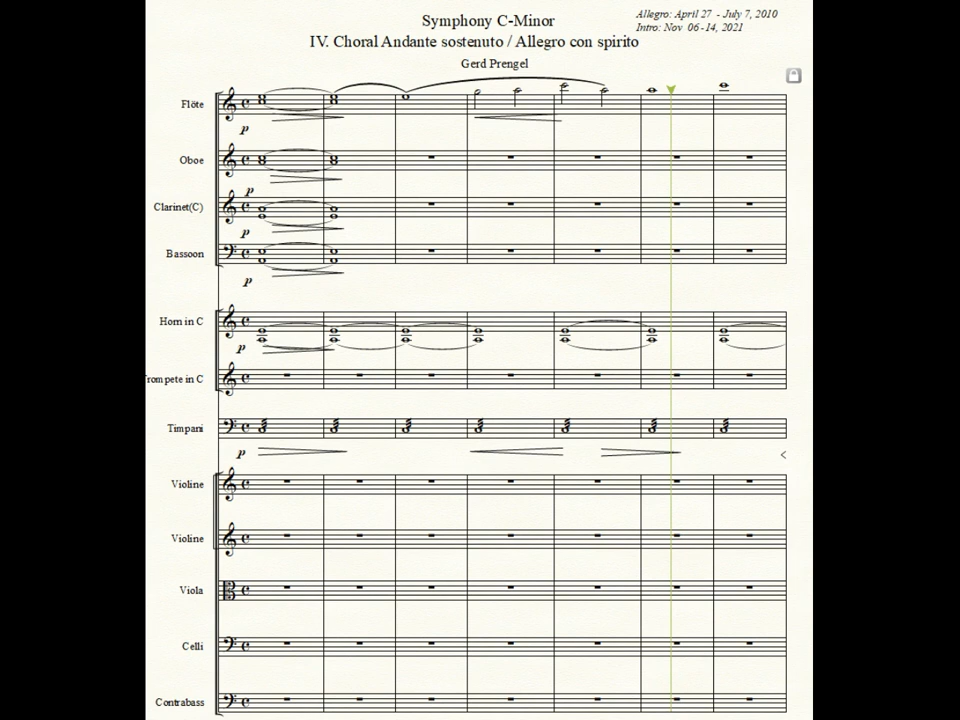 Allegro: April 27 - July 7, 2010
Intro: Nov 06-14, 2021
Symphony C-Minor
IV. Choral Andante sostenuto / Allegro con spirito
Gerd Prengel
Flöte
p
Oboe
p
Clarinet(C)
p
Bassoon
p
Horn in C
p
Trompete in C
Timpani
p
Violine
Violine
Viola
Celli
Contrabass